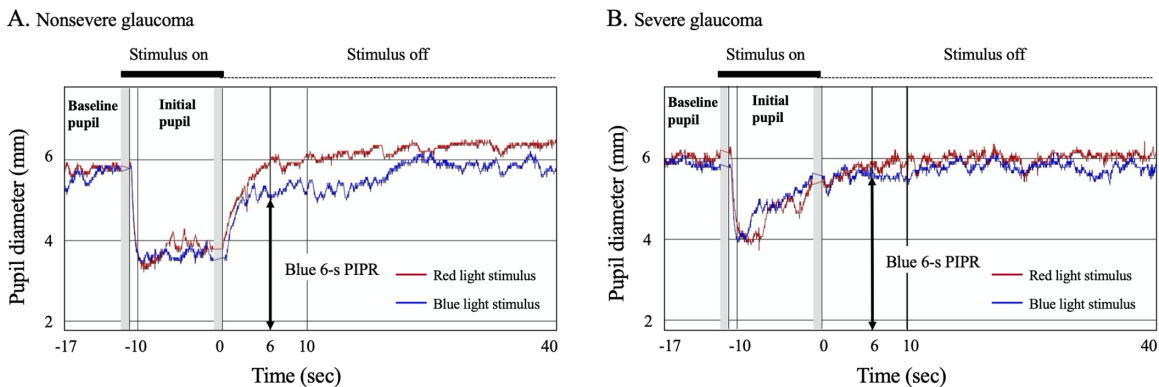 A. Nonsevere glaucoma
Stimulus on
Stimulus off
Baseline
pupil
Initial
pupil
6
4
2
Pupil diameter (mm)
Blue 6-s PIPR
Red light stimulus
Blue light stimulus
-17
-10
0
6
10
40
Time (sec)
B. Severe glaucoma
Stimulus on
Stimulus off
Baseline
pupil
Initial
pupil
6
4
2
Pupil diameter (mm)
Blue 6-s PIPR
Red light stimulus
Blue light stimulus
-17
-10
0
6
10
40
Time (sec)